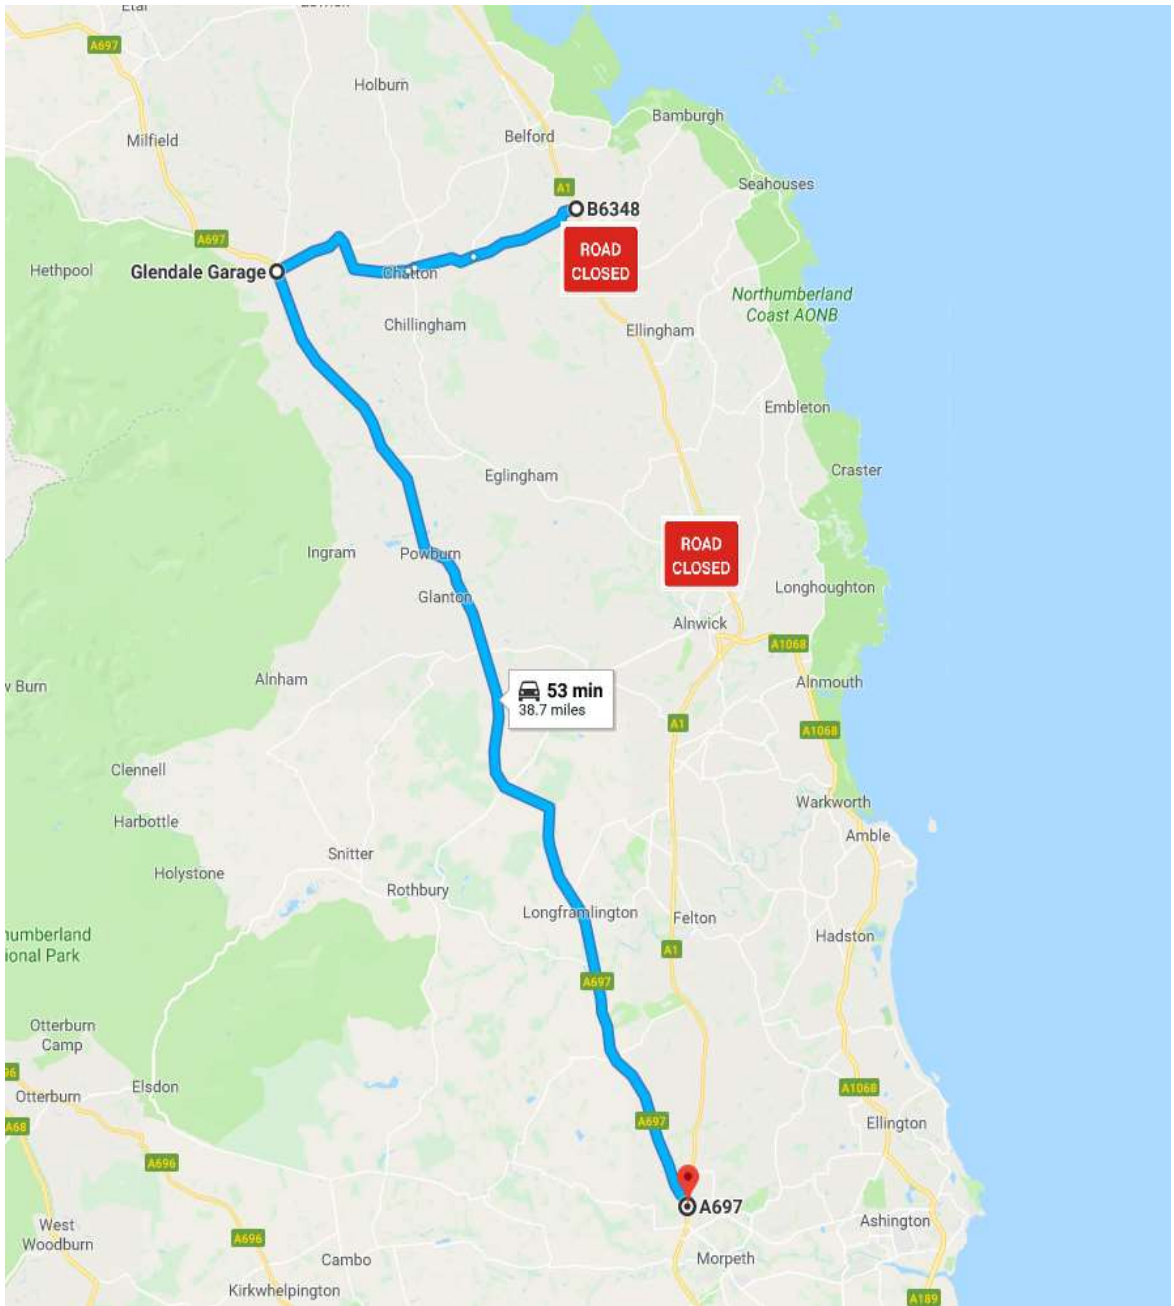 Etal
A697
Holburn
Bamburgh
Milfield
Belford
A1
Seahouses
B6348
A697
ROAD
CLOSED
Hethpool
Glendale Garage
Chatton
Northumberland
Coast AONB
Chillingham
Ellingham
Embleton
Craster
Eglingham
ROAD
CLOSED
Ingram
Powburn
Longhoughton
Glanton
Alnwick
A1068
Alnham
w Burn
Alnmouth
53 min
38.7 miles
A1
A1068
Clennell
Warkworth
Harbottle
Amble
Snitter
Holystone
Rothbury
Longframlington
Felton
humberland
ional Park
Hadston
A1
A697
Otterburn
Camp
96
Elsdon
Otterburn
A1068
A68
A697
Ellington
A696
A697
West
Woodburn
Ashington
A696
Cambo
Morpeth
Kirkwhelpington
A189